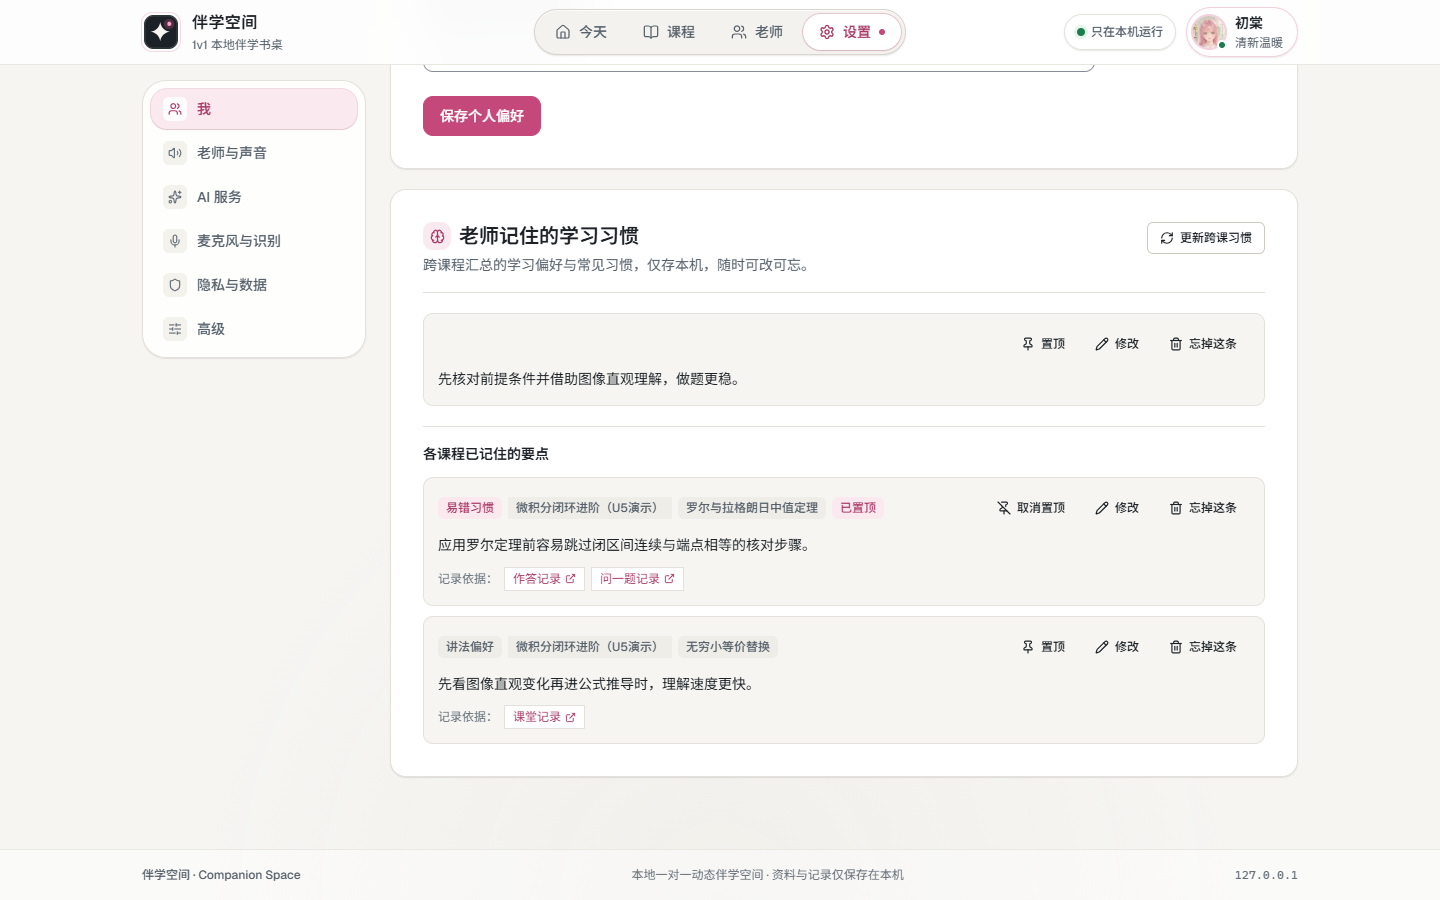 伴学空间
1v1 本地伴学书桌
今天
课程
老师
设置
只在本机运行
初棠
清新温暖
我
老师与声音
AI 服务
麦克风与识别
隐私与数据
高级
保存个人偏好
老师记住的学习习惯
更新跨课习惯
跨课程汇总的学习偏好与常见习惯，仅存本机，随时可改可忘。
置顶 修改 忘掉这条
先核对前提条件并借助图像直观理解，做题更稳。
各课程已记住的要点
易错习惯 微积分闭环进阶（U5演示） 罗尔与拉格朗日中值定理 已置顶 取消置顶 修改 忘掉这条
应用罗尔定理前容易跳过闭区间连续与端点相等的核对步骤。
记录依据： 作答记录 问一题记录
讲法偏好 微积分闭环进阶（U5演示） 无穷小等价替换 置顶 修改 忘掉这条
先看图像直观变化再进公式推导时，理解速度更快。
记录依据： 课堂记录
伴学空间 · Companion Space
本地一对一动态伴学空间 · 资料与记录仅保存在本机
127.0.0.1